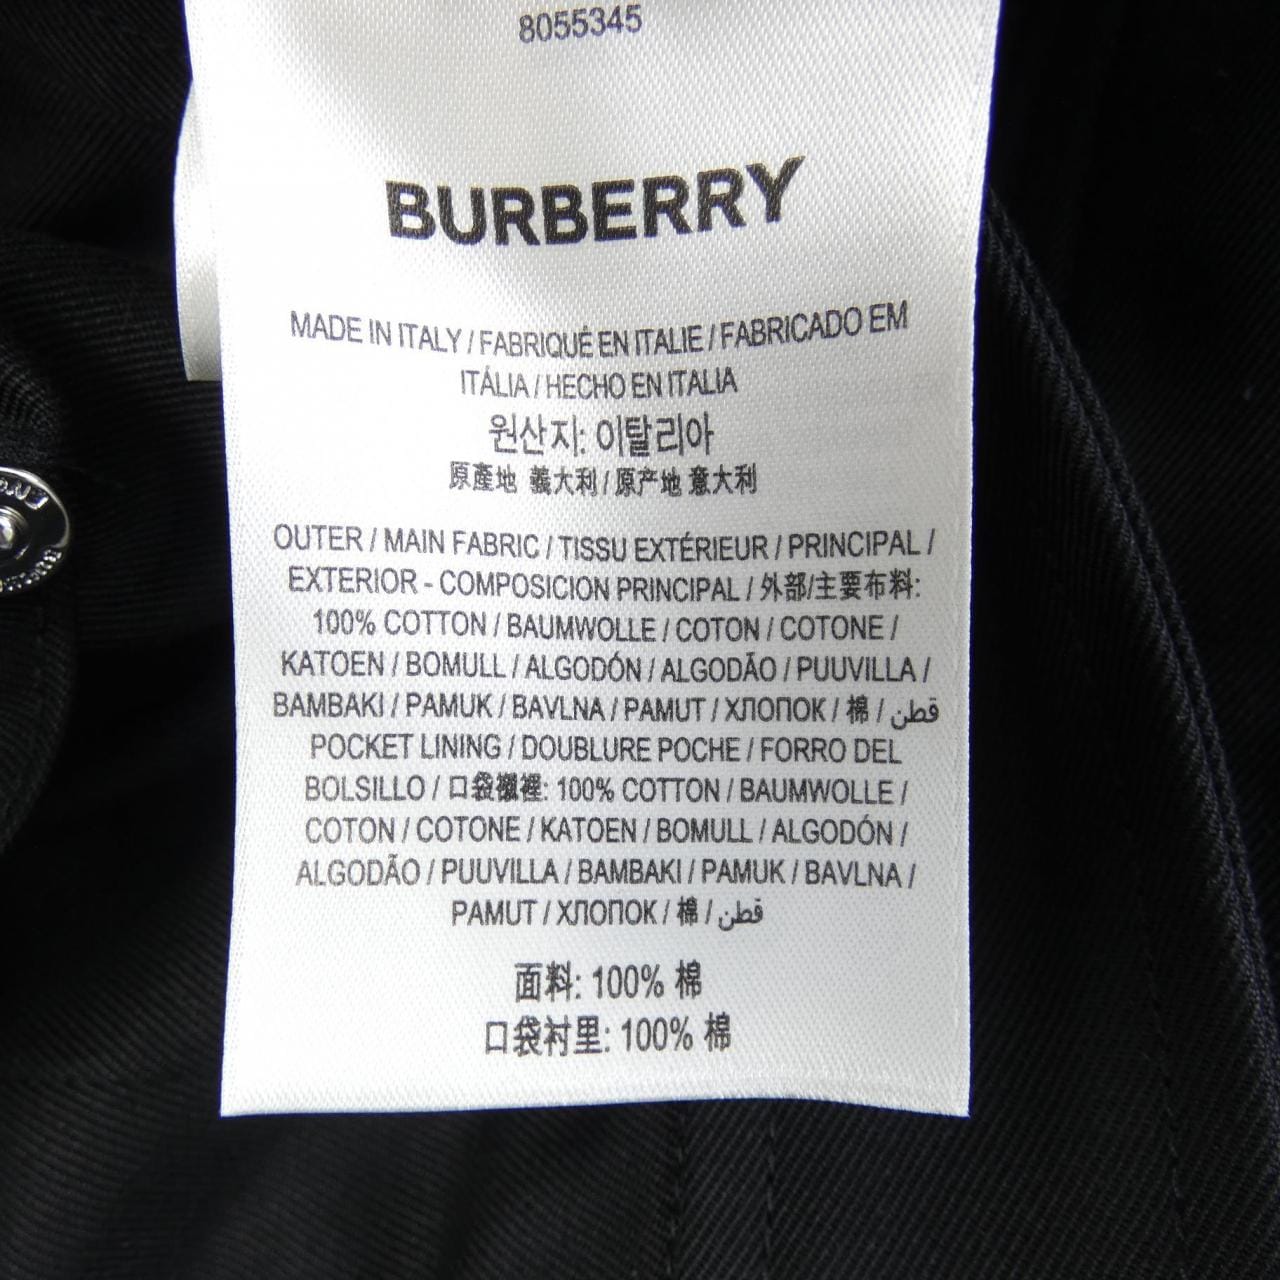 8055345
BURBERRY
MADE IN ITALY / FABRIQUÉ EN ITALIE / FABRICADO EM
ITÁLIA / HECHO EN ITALIA
원산지: 이탈리아
原產地 義大利 / 原产地 意大利
OUTER / MAIN FABRIC / TISSU EXTÉRIEUR / PRINCIPAL /
EXTERIOR - COMPOSICION PRINCIPAL / 外部/主要布料:
100% COTTON / BAUMWOLLE / COTON / COTONE /
KATOEN / BOMULL / ALGODÓN / ALGODÃO / PUUVILLA /
BAMBAKI / PAMUK / BAVLNA / PAMUT / ХЛОПОК / 棉 / قطن
POCKET LINING / DOUBLURE POCHE / FORRO DEL
BOLSILLO / 口袋襯裡: 100% COTTON / BAUMWOLLE /
COTON / COTONE / KATOEN / BOMULL / ALGODÓN /
ALGODÃO / PUUVILLA / BAMBAKI / PAMUK / BAVLNA /
PAMUT / ХЛОПОК / 棉 / قطن
面料: 100% 棉
口袋衬里: 100% 棉